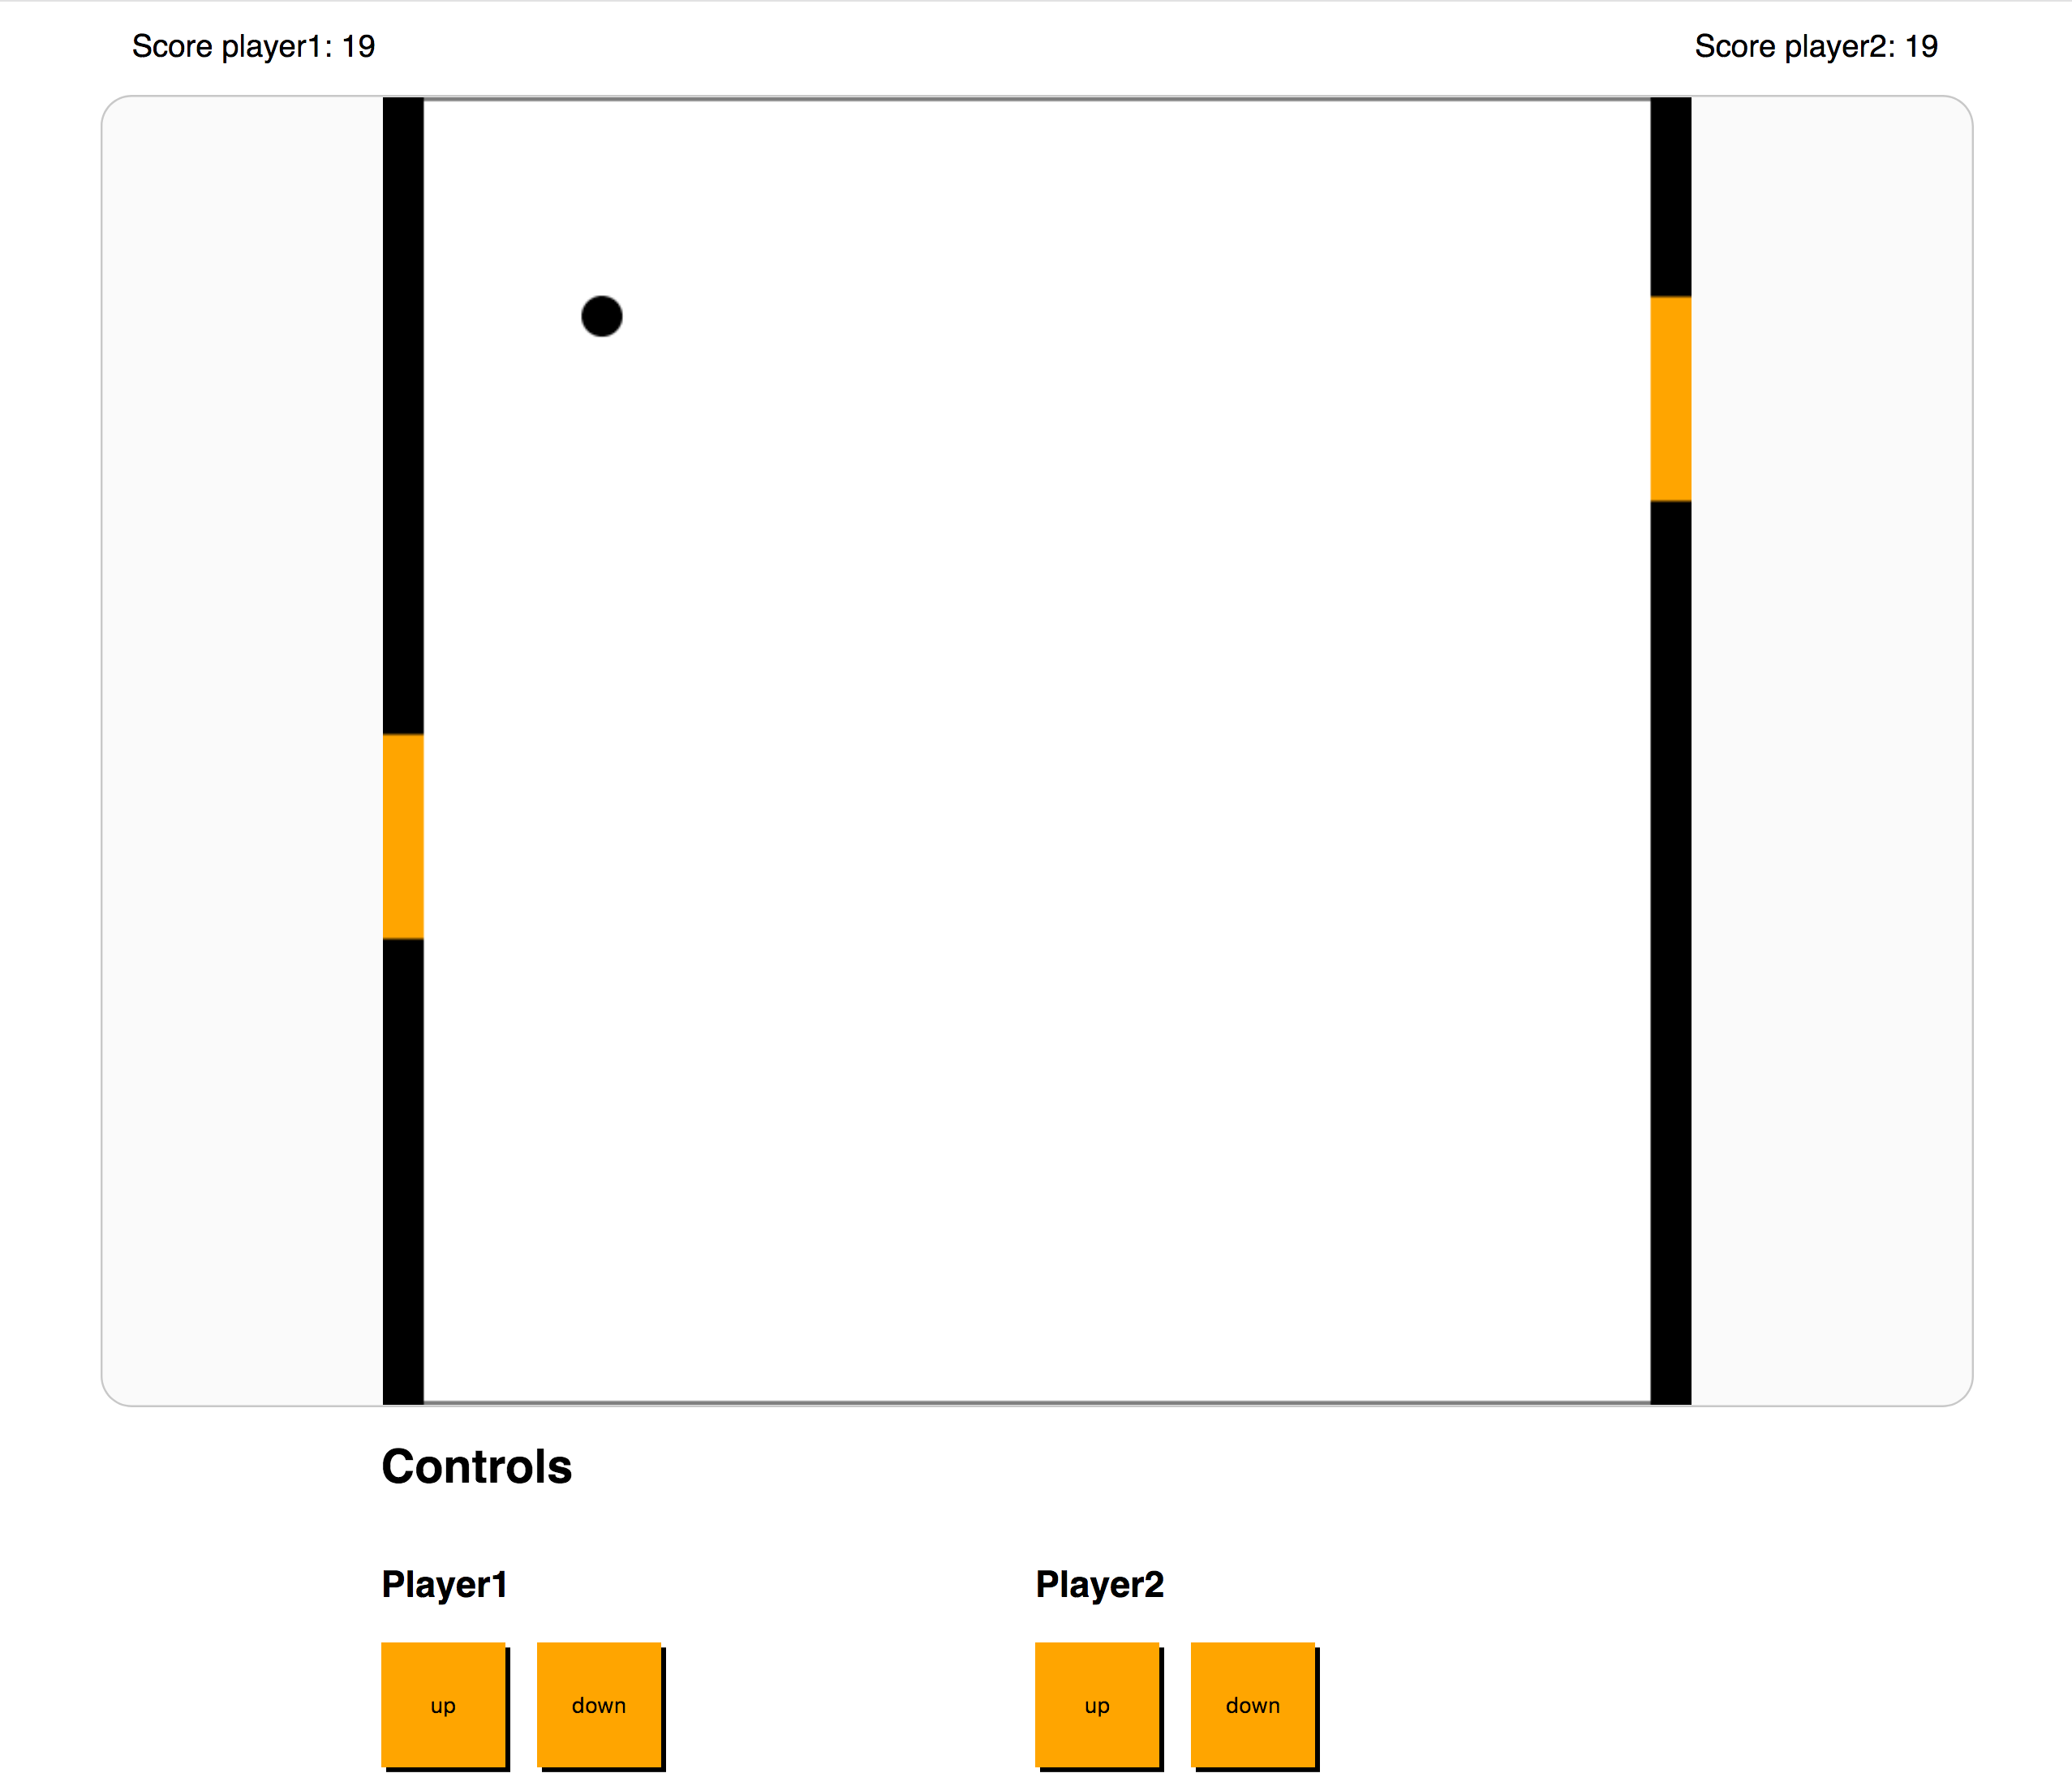 Score player1: 19
Score player2: 19
Controls
Player1
Player2
up
down
up
down